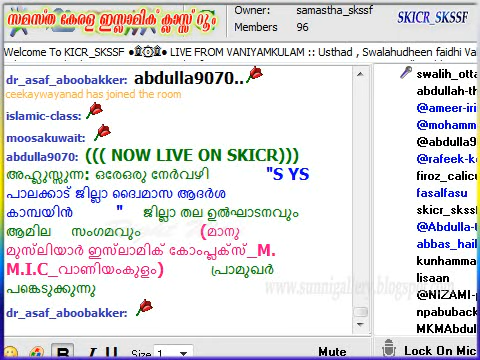 സമസ്ത കേരള ഇസ്ലാമിക് ക്ലാസ്സ് റൂം
Owner: samastha_skssf
Members 96
SKICR_SKSSF
Welcome To KICR_SKSSF ●۩۞۩● LIVE FROM VANIYAMKULAM :: Usthad , Swalahudheen faidhi
dr_asaf_aboobakker: abdulla9070..
ceekaywayanad has joined the room
islamic-class:
moosakuwait:
abdulla9070: ((( NOW LIVE ON SKICR)))
അഹ്ലുസ്സുന്ന: ഒരേഒരു നേർവഴി "S YS
പാലക്കാട് ജില്ലാ ദ്വൈമാസ ആദർശ
കാമ്പയിൻ " ജില്ലാ തല ഉൽഘാടനവും
ആമില സംഗമവും (മാനു
മുസ്ലിയാർ ഇസ്ലാമിക് കോംപ്ലക്സ്_M.
M.I.C_വാണിയംകുളം) പ്രാമുഖർ
പങ്കെടുക്കുന്നു
dr_asaf_aboobakker:
www.sunnigallery.blogspot.
B I U Size 1
Mute
swalih_otta
abdullah-th
@ameer-iri
@mohamm
@abdulla9
@rafeek-k
firoz_calicu
fasalfasu
skicr_skss
@Abdulla-
abbas_hail
kunhamma
lisaan
@NIZAMI-p
npabuback
MKMAbdul
Lock On Mic